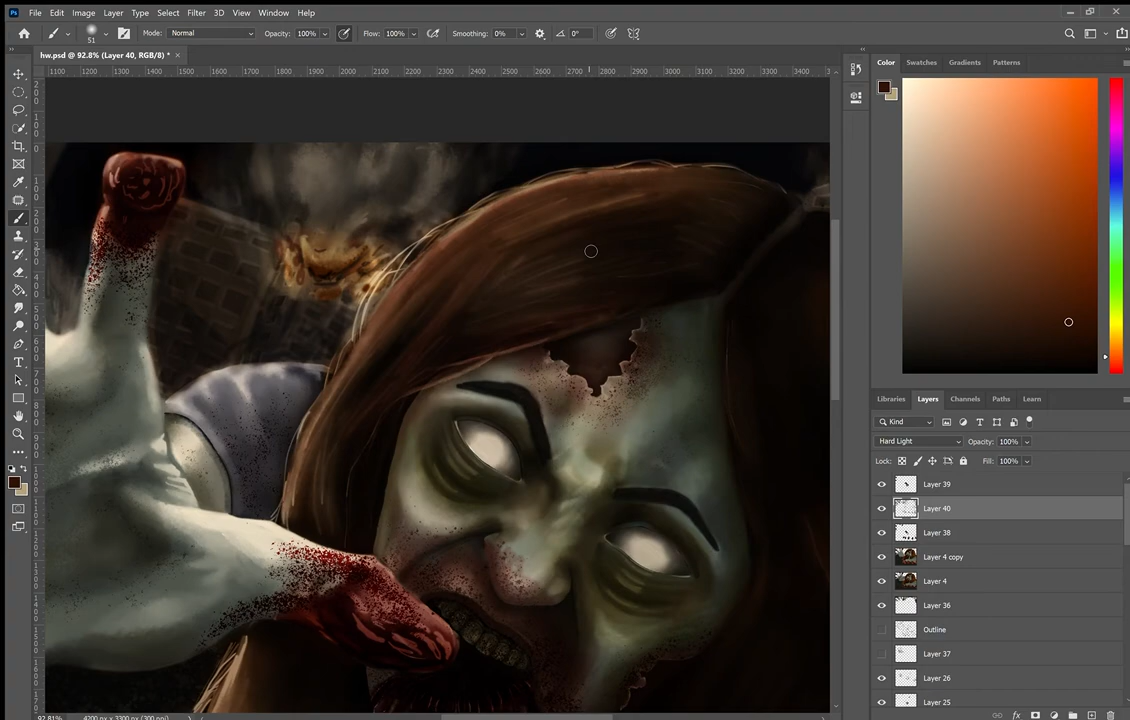 Ps File Edit Image Layer Type Select Filter 3D View Window Help
51 Mode: Normal Opacity: 100% Flow: 100% Smoothing: 0% 0°
hw.psd @ 92.8% (Layer 40, RGB/8) * ×
1100 1200 1300 1400 1500 1600 1700 1800 1900 2000 2100 2200 2300 2400 2500 2600 2700 2800 2900 3000 3100 3200 3300 3400
Color Swatches Gradients Patterns
Libraries Layers Channels Paths Learn
Kind
Hard Light Opacity: 100%
Lock: Fill: 100%
Layer 39
Layer 40
Layer 38
Layer 4 copy
Layer 4
Layer 36
Outline
Layer 37
Layer 26
Layer 25
92.81% 4200 px x 3300 px (300 ppi)